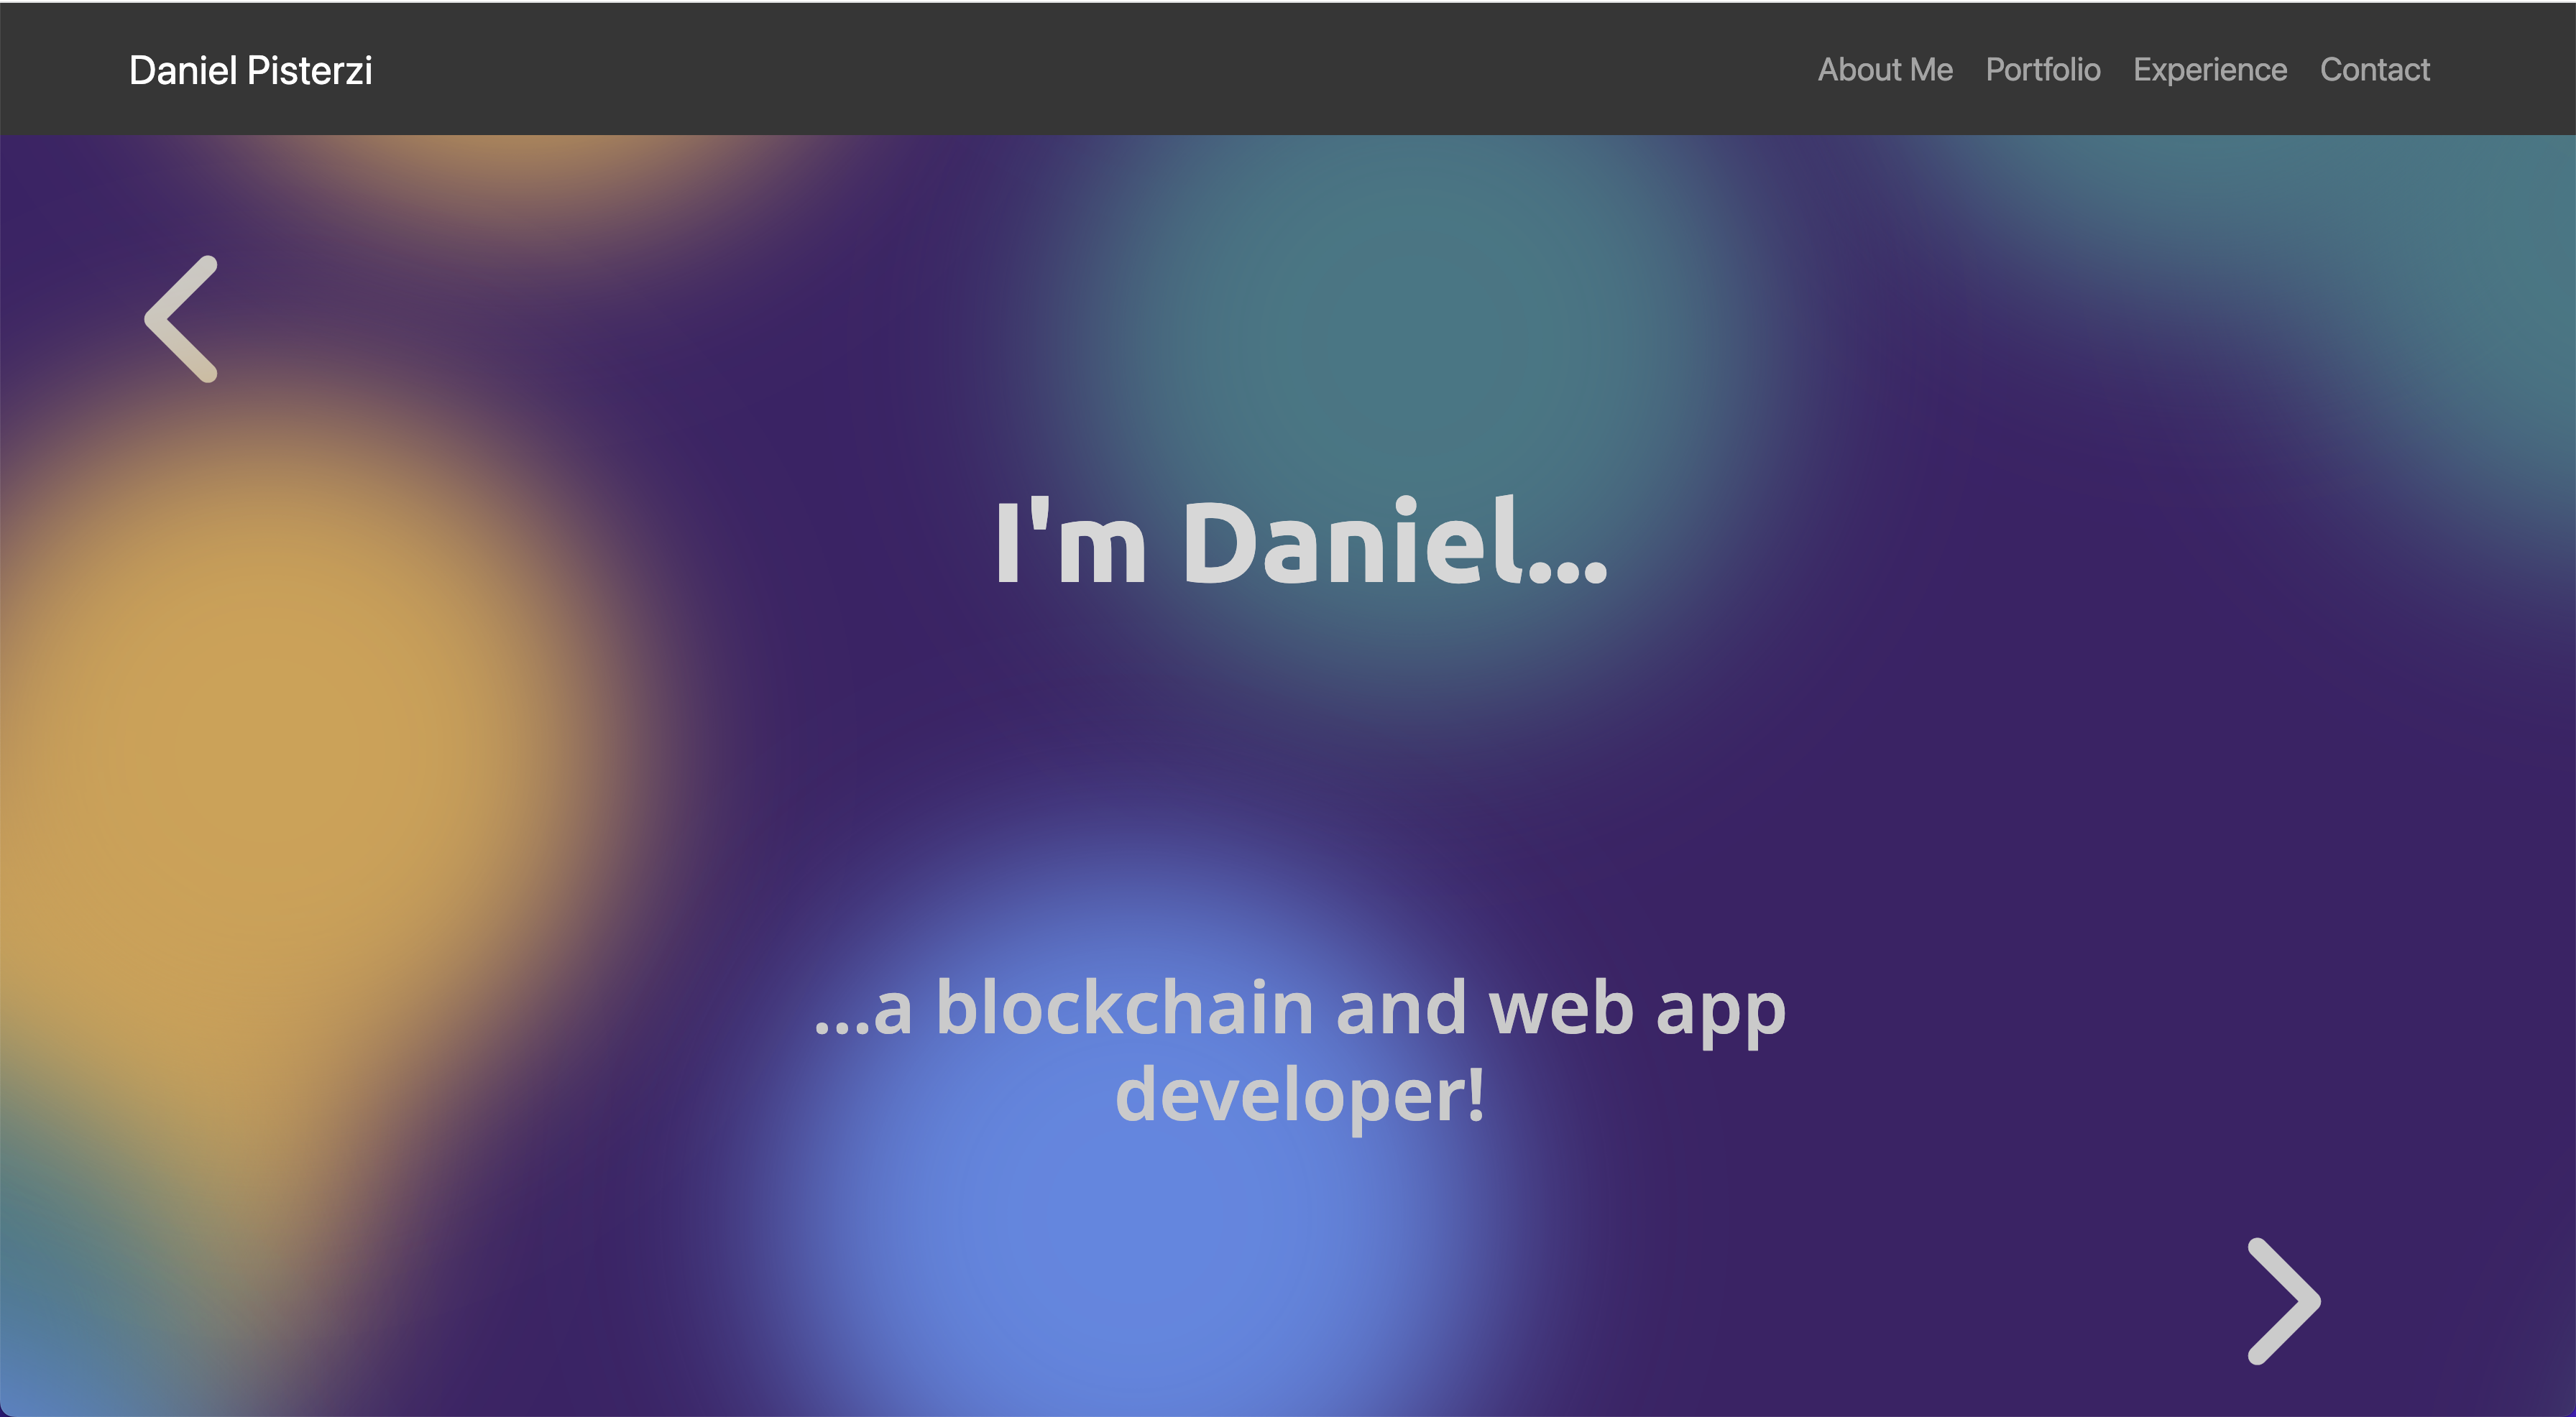 Daniel Pisterzi
About Me Portfolio Experience Contact
I'm Daniel...
...a blockchain and web app
developer!